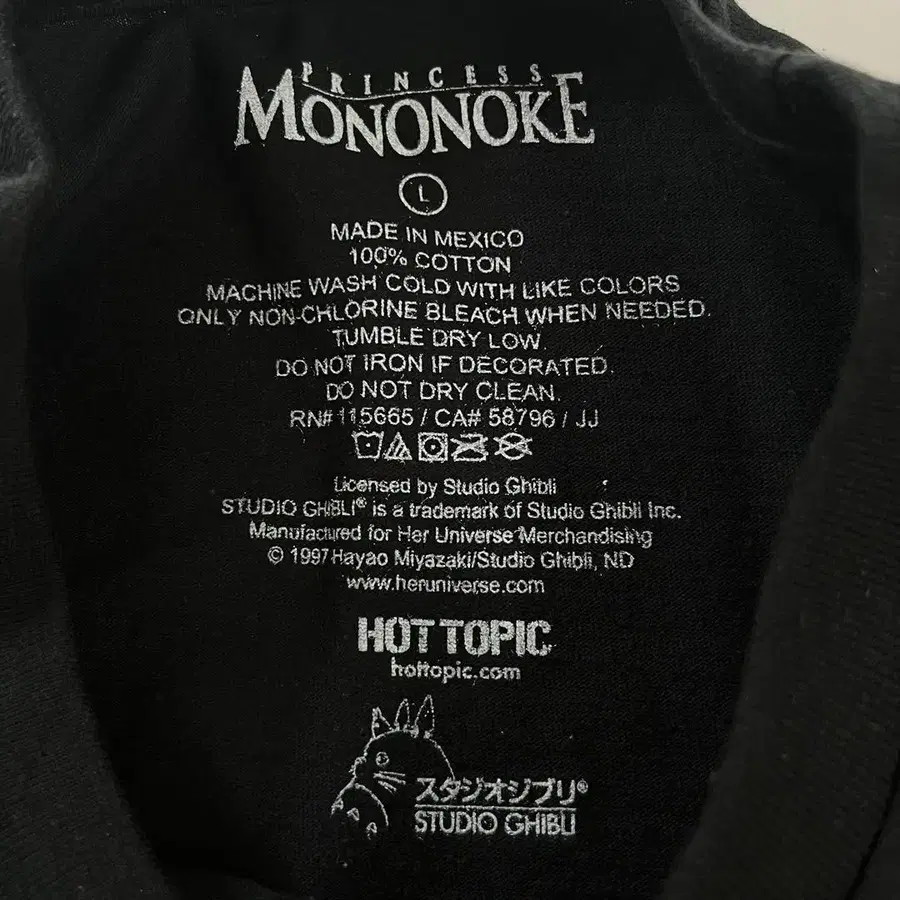 PRINCESS
MONONOKE
L
MADE IN MEXICO
100% COTTON
MACHINE WASH COLD WITH LIKE COLORS
ONLY NON-CHLORINE BLEACH WHEN NEEDED.
TUMBLE DRY LOW.
DO NOT IRON IF DECORATED.
DO NOT DRY CLEAN.
RN# 115665 / CA# 58796 / JJ
Licensed by Studio Ghibli
STUDIO GHIBLI® is a trademark of Studio Ghibli Inc.
Manufactured for Her Universe Merchandising
© 1997 Hayao Miyazaki/Studio Ghibli, ND
www.heruniverse.com
HOT TOPIC
hottopic.com
スタジオジブリ®
STUDIO GHIBLI